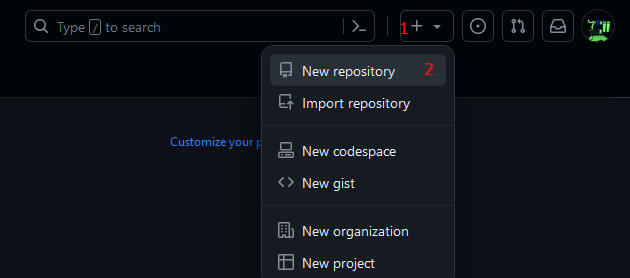 Type / to search
1
New repository 2
Import repository
Customize your p
New codespace
New gist
New organization
New project